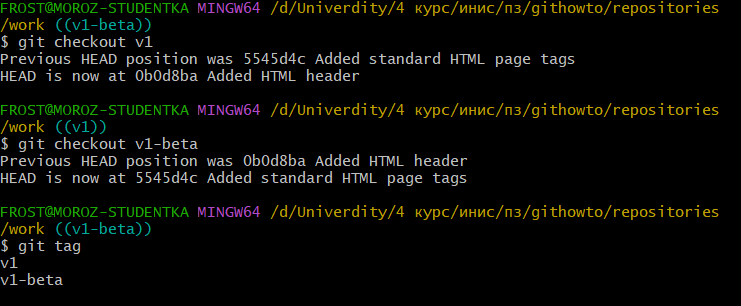 FROST@MOROZ-STUDENTKA MINGW64 /d/Univerdity/4 курс/инис/пз/githowto/repositories
/work ((v1-beta))
$ git checkout v1
Previous HEAD position was 5545d4c Added standard HTML page tags
HEAD is now at 0b0d8ba Added HTML header
FROST@MOROZ-STUDENTKA MINGW64 /d/Univerdity/4 курс/инис/пз/githowto/repositories
/work ((v1))
$ git checkout v1-beta
Previous HEAD position was 0b0d8ba Added HTML header
HEAD is now at 5545d4c Added standard HTML page tags
FROST@MOROZ-STUDENTKA MINGW64 /d/Univerdity/4 курс/инис/пз/githowto/repositories
/work ((v1-beta))
$ git tag
v1
v1-beta